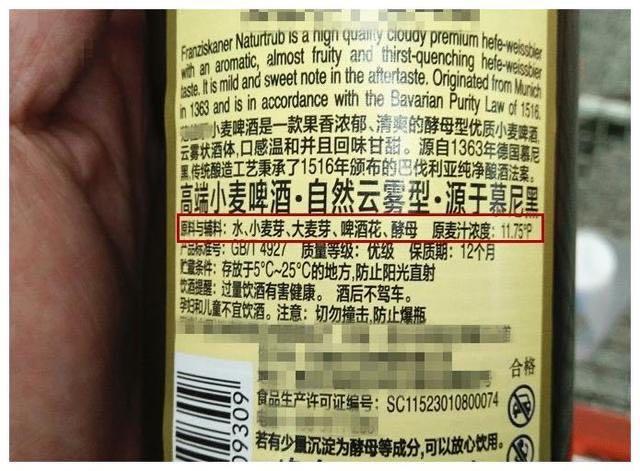 Franziskaner Naturtrub is a high quality cloudy premium hefe-weissbier
with an aromatic, almost fruity and thirst-quenching hefe-weissbier
taste. It is mild and sweet note in the aftertaste. Originated from Munich
in 1363 and is in accordance with the Bavarian Purity Law of 1516.
小麦啤酒是一款果香浓郁、清爽的酵母型优质小麦啤酒,
云雾状酒体,口感温和并且回味甘甜。源自1363年德国慕尼
黑,传统酿造工艺秉承了1516年颁布的巴伐利亚纯净酿酒法案。
高端小麦啤酒·自然云雾型·源于慕尼黑
原料与辅料:水、小麦芽、大麦芽、啤酒花、酵母 原麦汁浓度:11.75°P
产品标准号:GB/T 4927 质量等级:优级 保质期:12个月
贮藏条件:存放于5°C~25°C的地方,防止阳光直射
饮酒提醒:过量饮酒有害健康。 酒后不驾车。
孕妇和儿童不宜饮酒。注意:切勿撞击,防止爆瓶
合格
食品生产许可证编号:SC11523010800074
09309
若有少量沉淀为酵母等成分,可以放心饮用。